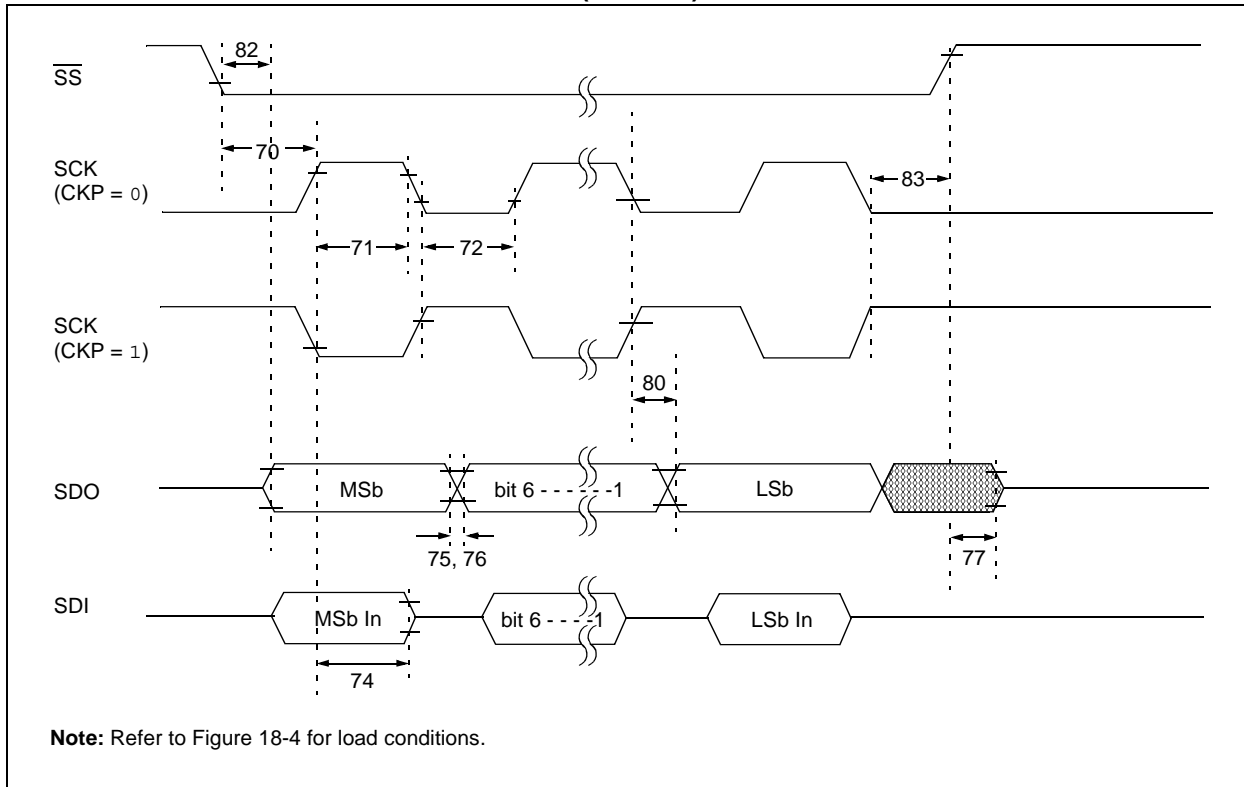 82
SS
70
SCK
(CKP = 0)
83
71
72
SCK
(CKP = 1)
80
SDO
MSb
bit 6 - - - - - -1
LSb
75, 76
77
SDI
MSb In
bit 6 - - - -1
LSb In
74
Note: Refer to Figure 18-4 for load conditions.